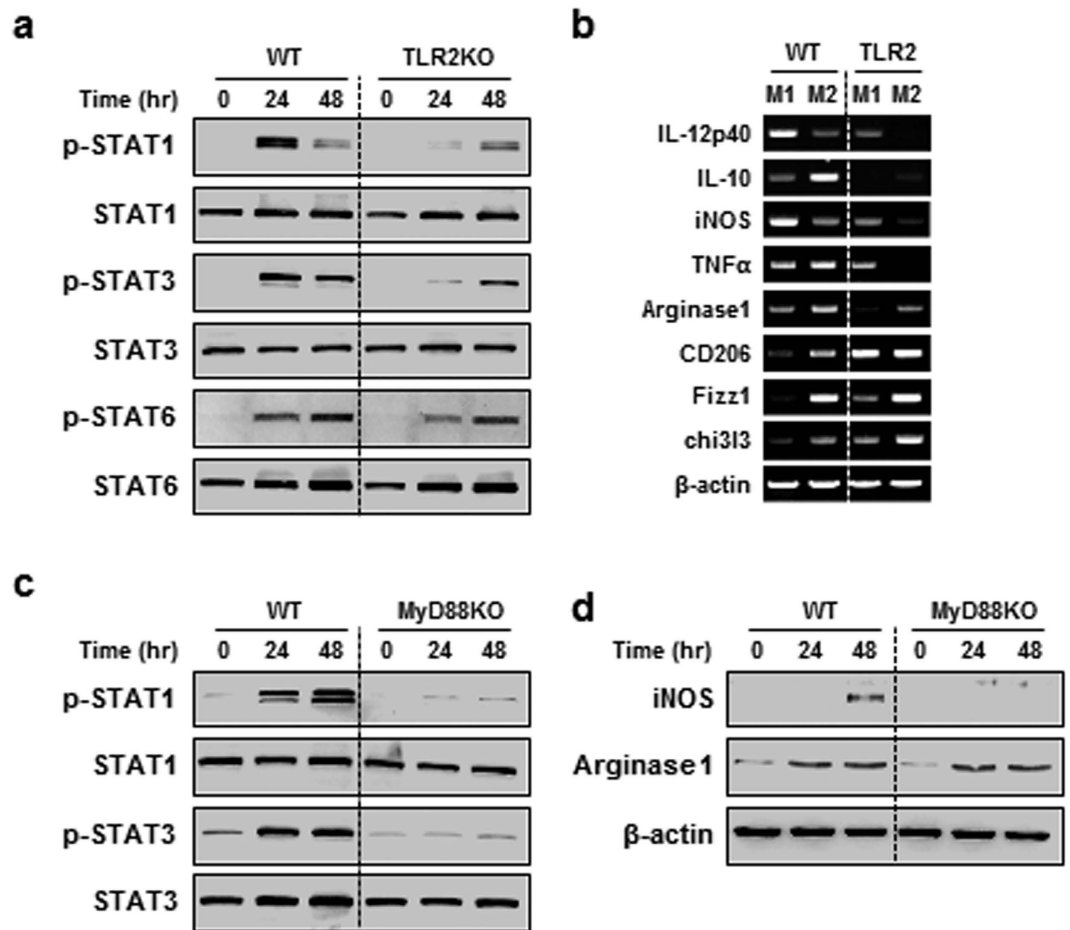 a
WT TLR2KO
Time (hr) 0 24 48 0 24 48
p-STAT1
STAT1
p-STAT3
STAT3
p-STAT6
STAT6
b
WT TLR2
M1 M2 M1 M2
IL-12p40
IL-10
iNOS
TNFα
Arginase1
CD206
Fizz1
chi3l3
β-actin
c
WT MyD88KO
Time (hr) 0 24 48 0 24 48
p-STAT1
STAT1
p-STAT3
STAT3
d
WT MyD88KO
Time (hr) 0 24 48 0 24 48
iNOS
Arginase1
β-actin